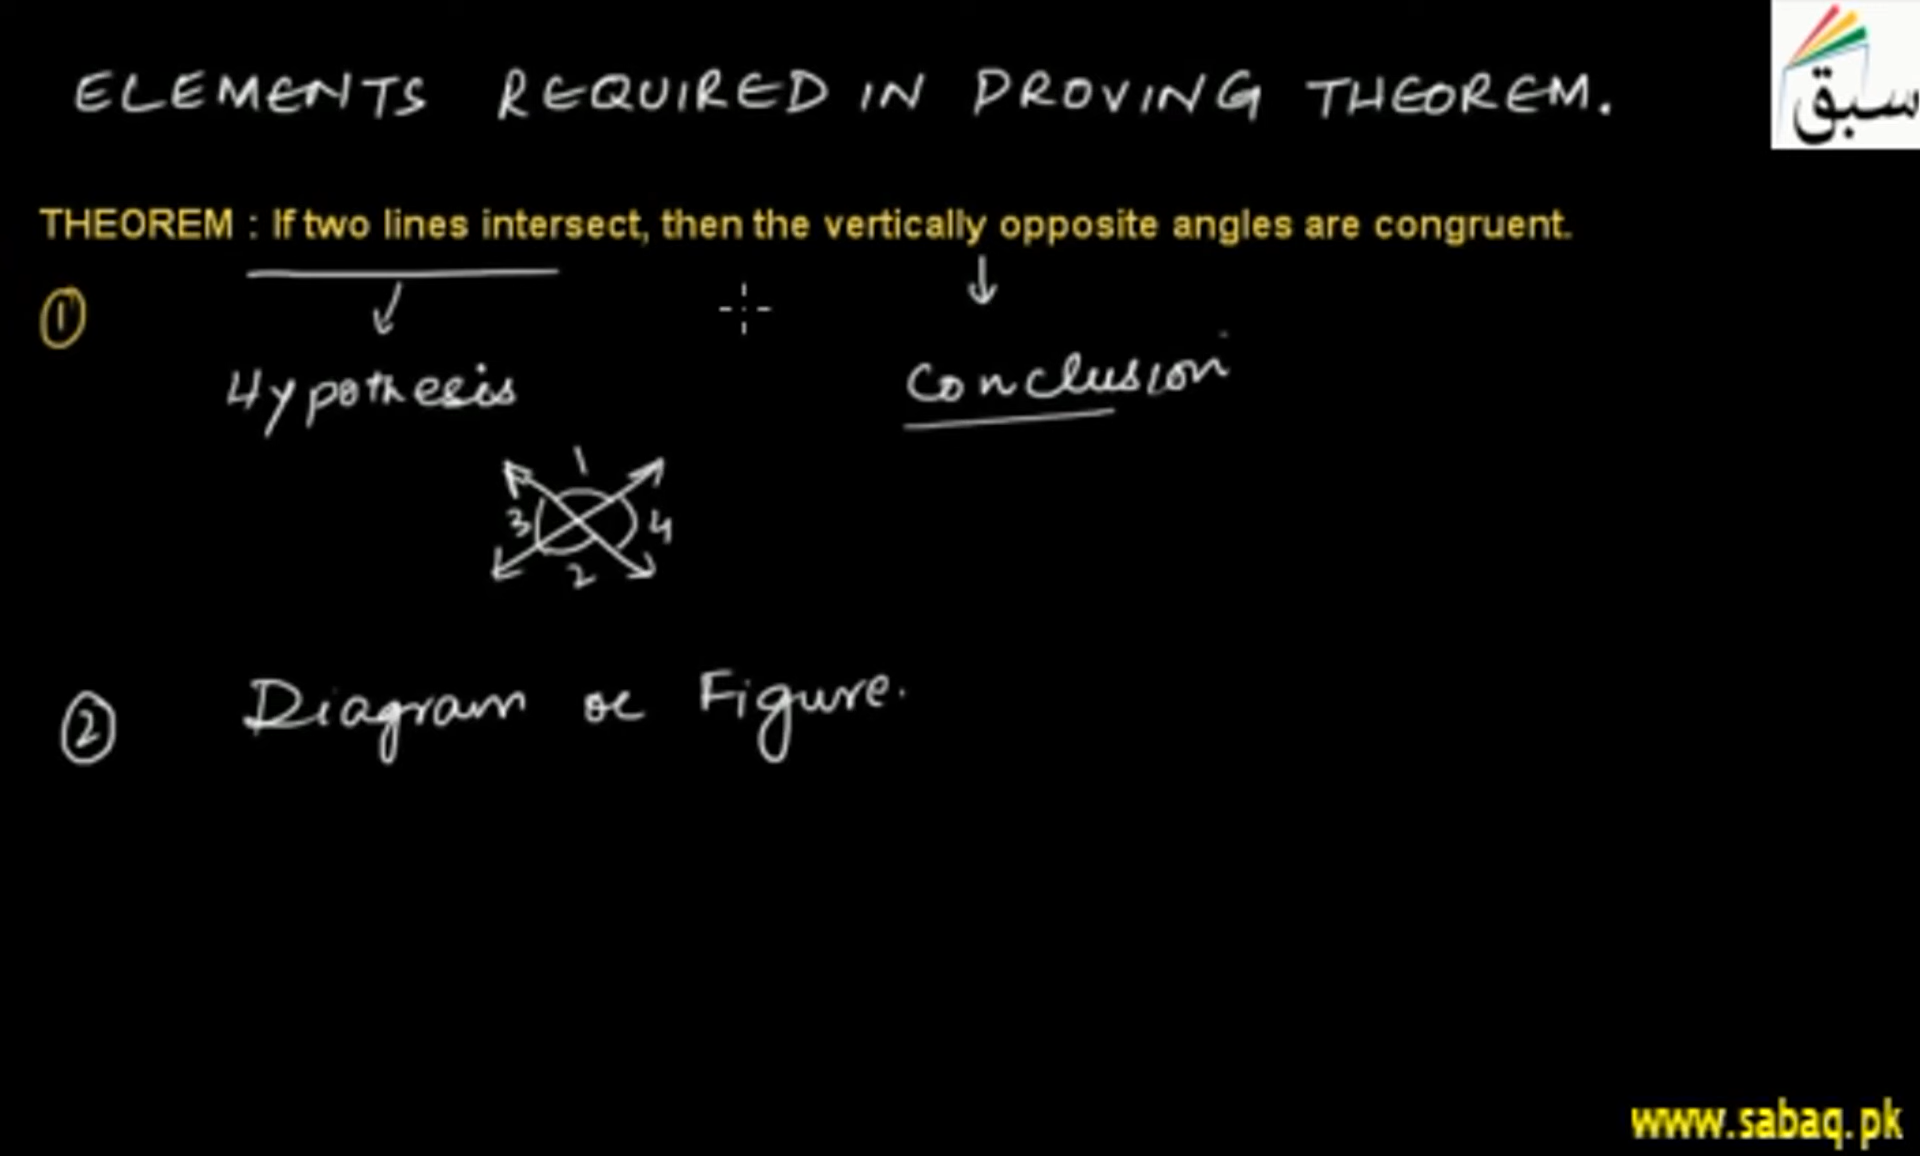 ELEMENTS REQUIRED IN PROVING THEOREM.
سبق
THEOREM : If two lines intersect, then the vertically opposite angles are congruent.
①
Hypothesis
Conclusion
1
3 4
2
② Diagram or Figure.
www.sabaq.pk